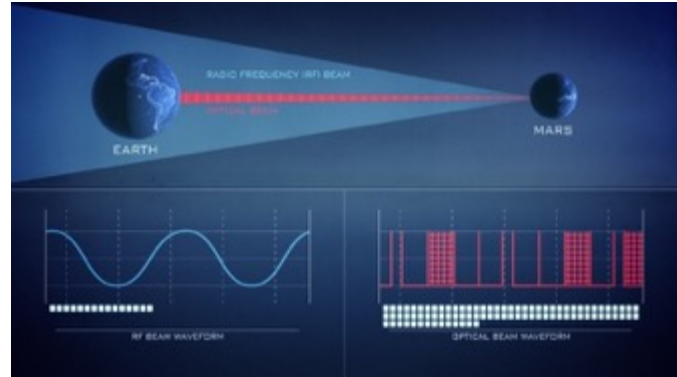 RADIO FREQUENCY (RF) BEAM
OPTICAL BEAM
EARTH
MARS
RF BEAM WAVEFORM
OPTICAL BEAM WAVEFORM